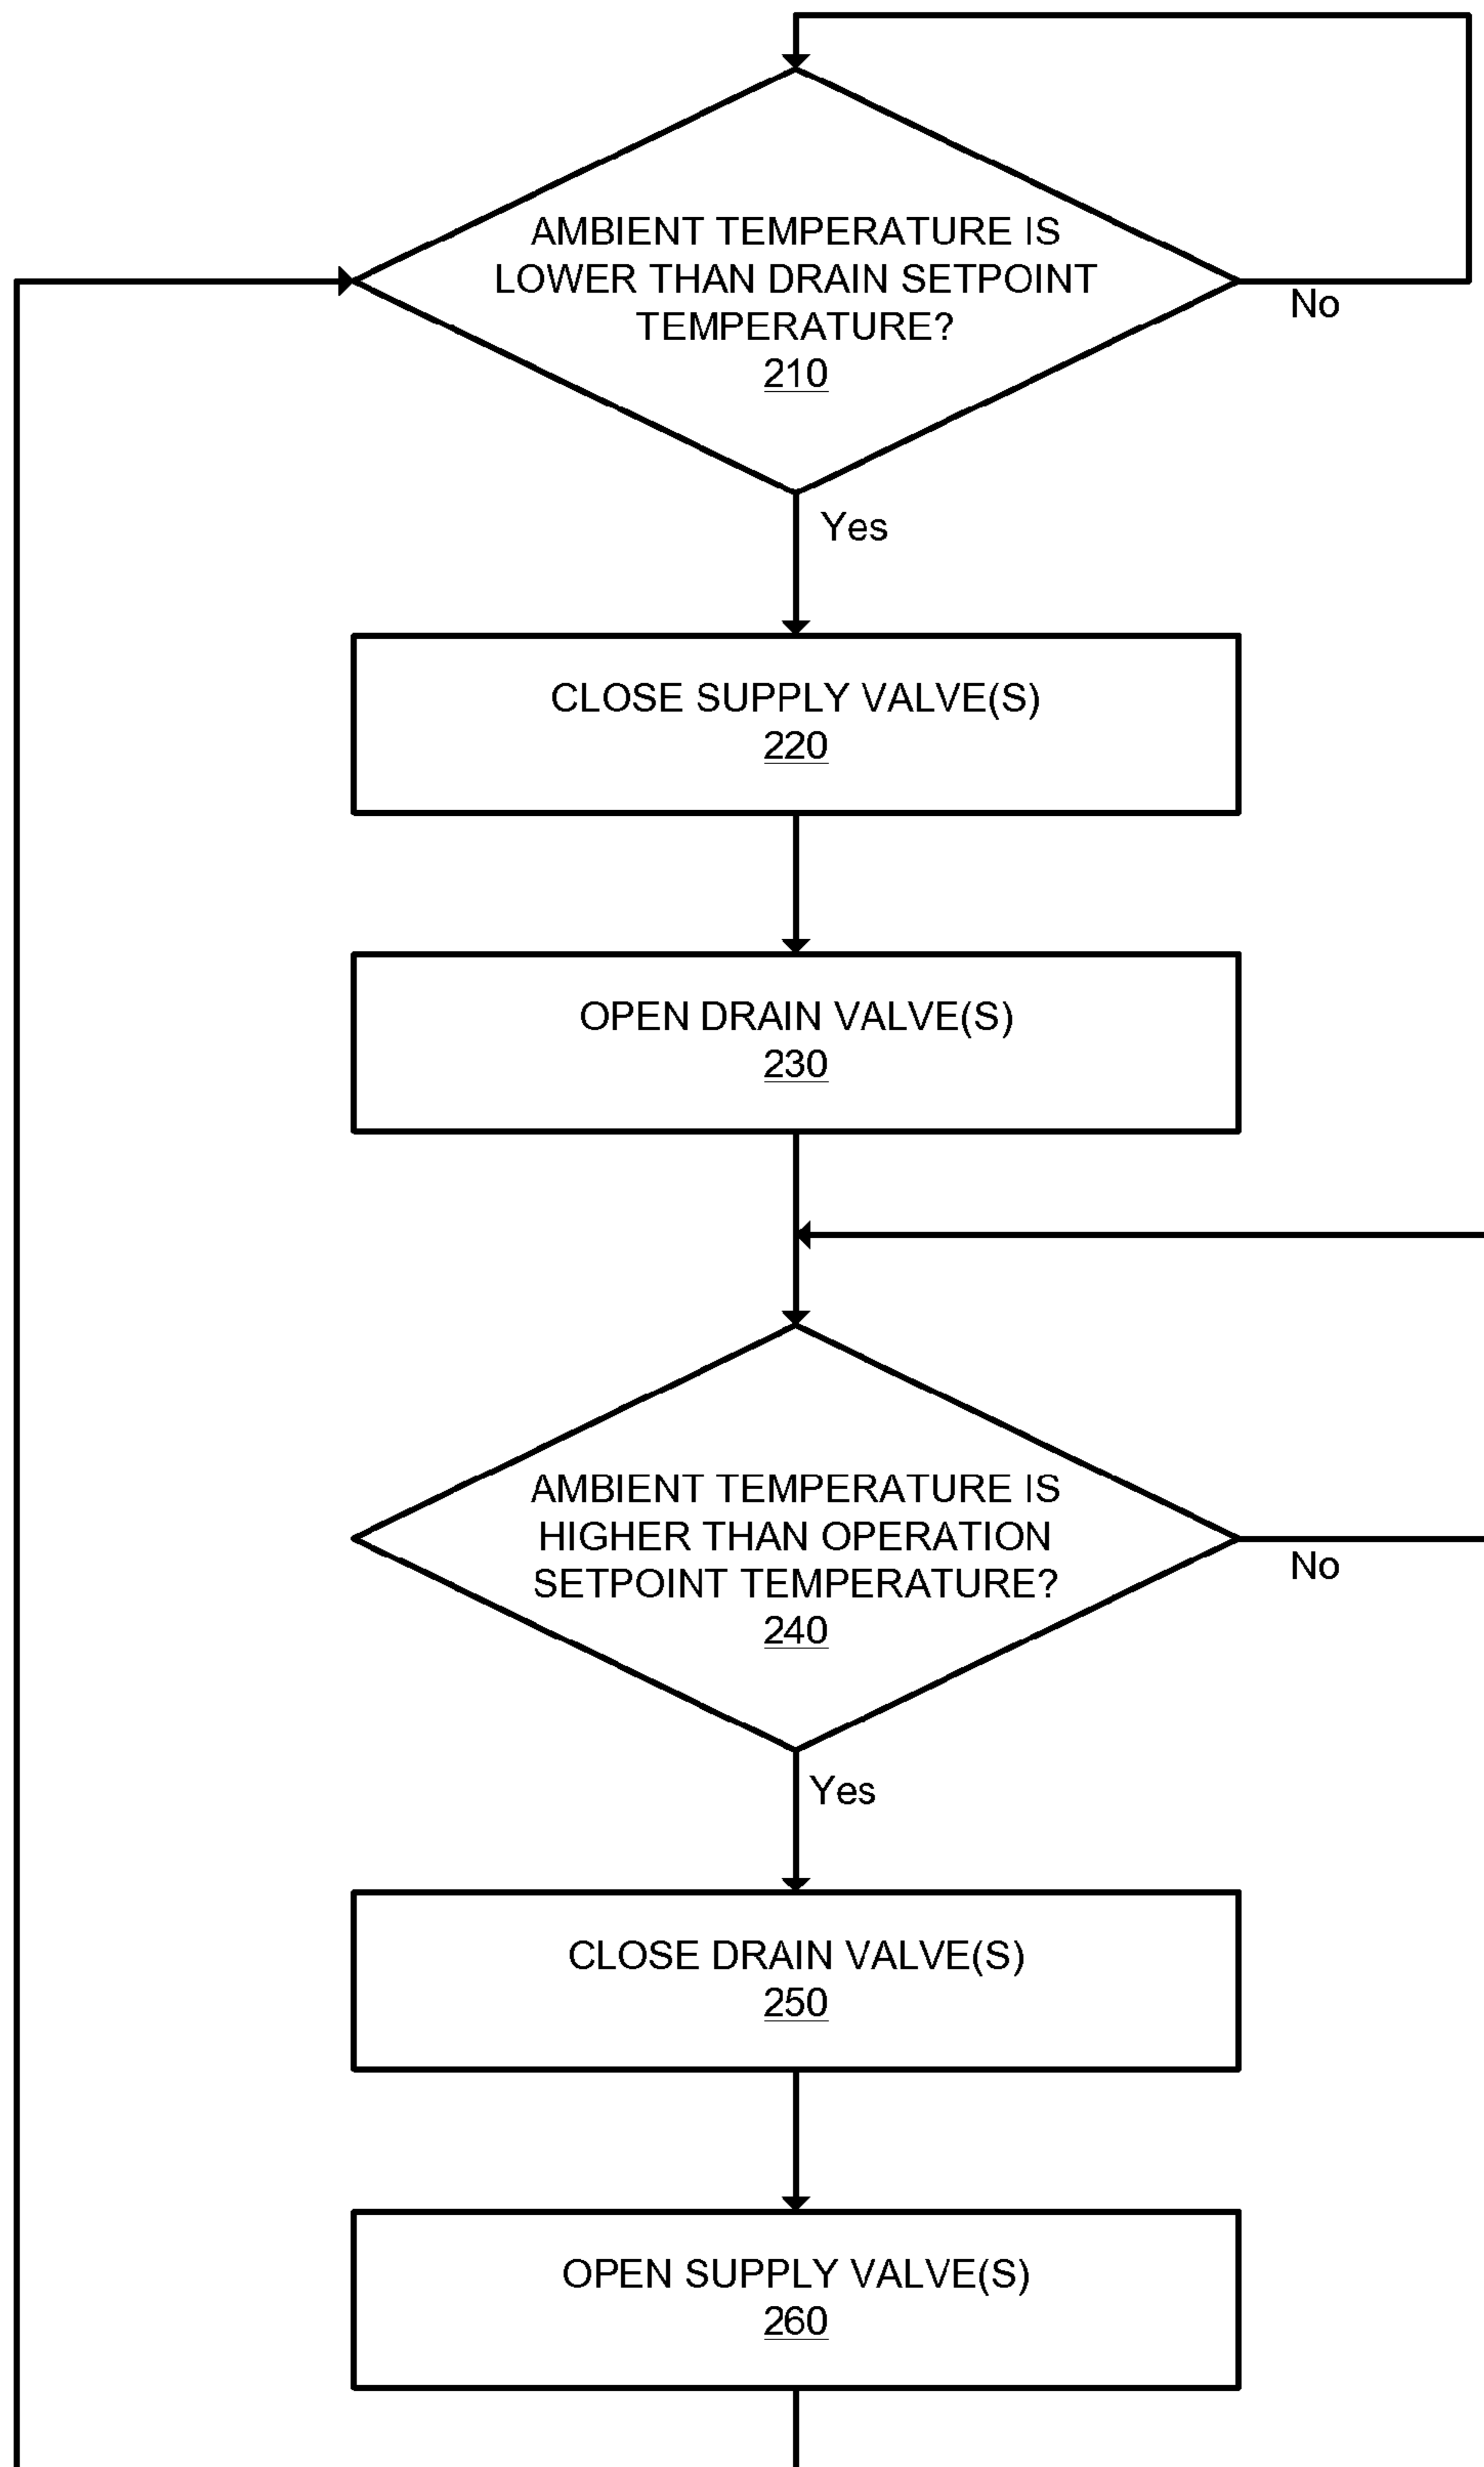 AMBIENT TEMPERATURE IS
LOWER THAN DRAIN SETPOINT
TEMPERATURE?
210
No
Yes
CLOSE SUPPLY VALVE(S)
220
OPEN DRAIN VALVE(S)
230
AMBIENT TEMPERATURE IS
HIGHER THAN OPERATION
SETPOINT TEMPERATURE?
240
No
Yes
CLOSE DRAIN VALVE(S)
250
OPEN SUPPLY VALVE(S)
260